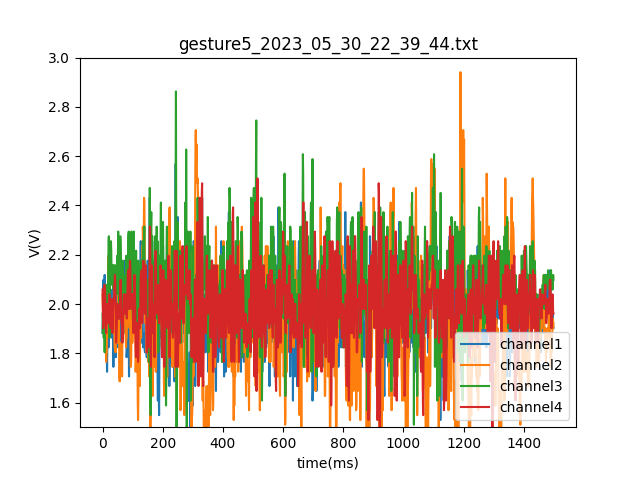 gesture5_2023_05_30_22_39_44.txt
3.0
2.8
2.6
2.4
2.2
2.0
1.8
1.6
V(V)
0 200 400 600 800 1000 1200 1400
time(ms)
channel1
channel2
channel3
channel4